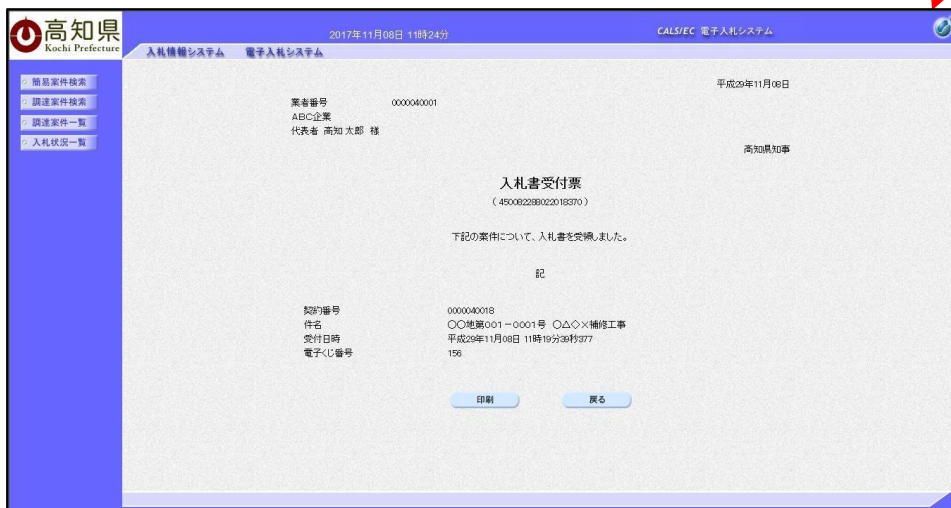 高知県
Kochi Prefecture
2017年11月08日 11時24分
CALS/EC 電子入札システム
入札情報システム 電子入札システム
簡易案件検索
調達案件検索
調達案件一覧
入札状況一覧
平成29年11月08日
業者番号 0000040001
ABC企業
代表者 高知 太郎 様
高知県知事
入札書受付票
(450082288022018370)
下記の案件について、入札書を受領しました。
記
契約番号 0000040018
件名 〇〇地第001-0001号 〇△◇×補修工事
受付日時 平成29年11月08日 11時19分39秒377
電子くじ番号 156
印刷 戻る